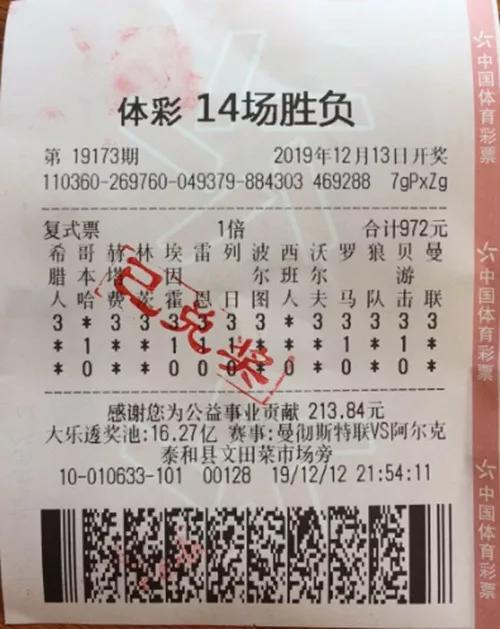 体彩 14场胜负
第 19173期 2019年12月13日开奖
110360-269760-049379-884303 469288 7gPxZg
复式票 1倍 合计972元
希 哥 赫 林 埃 雷 列 波 西 沃 罗 狼 贝 曼
腊 本 塔 因 尔 班 尔 游
人 哈 费 茨 霍 恩 日 图 人 夫 马 队 击 联
3 * 3 3 3 3 3 3 * 3 3 3 3 3
* 1 * * 1 1 1 * * * 1 * 1 *
* 0 * * 0 0 0 * 0 * 0 * 0 *
已兑奖
感谢您为公益事业贡献 213.84元
大乐透奖池:16.27亿 赛事:曼彻斯特联VS阿尔克
泰和县文田菜市场旁
10-010633-101 00128 19/12/12 21:54:11
中国体育彩票
中国体育彩票
中国体育彩票